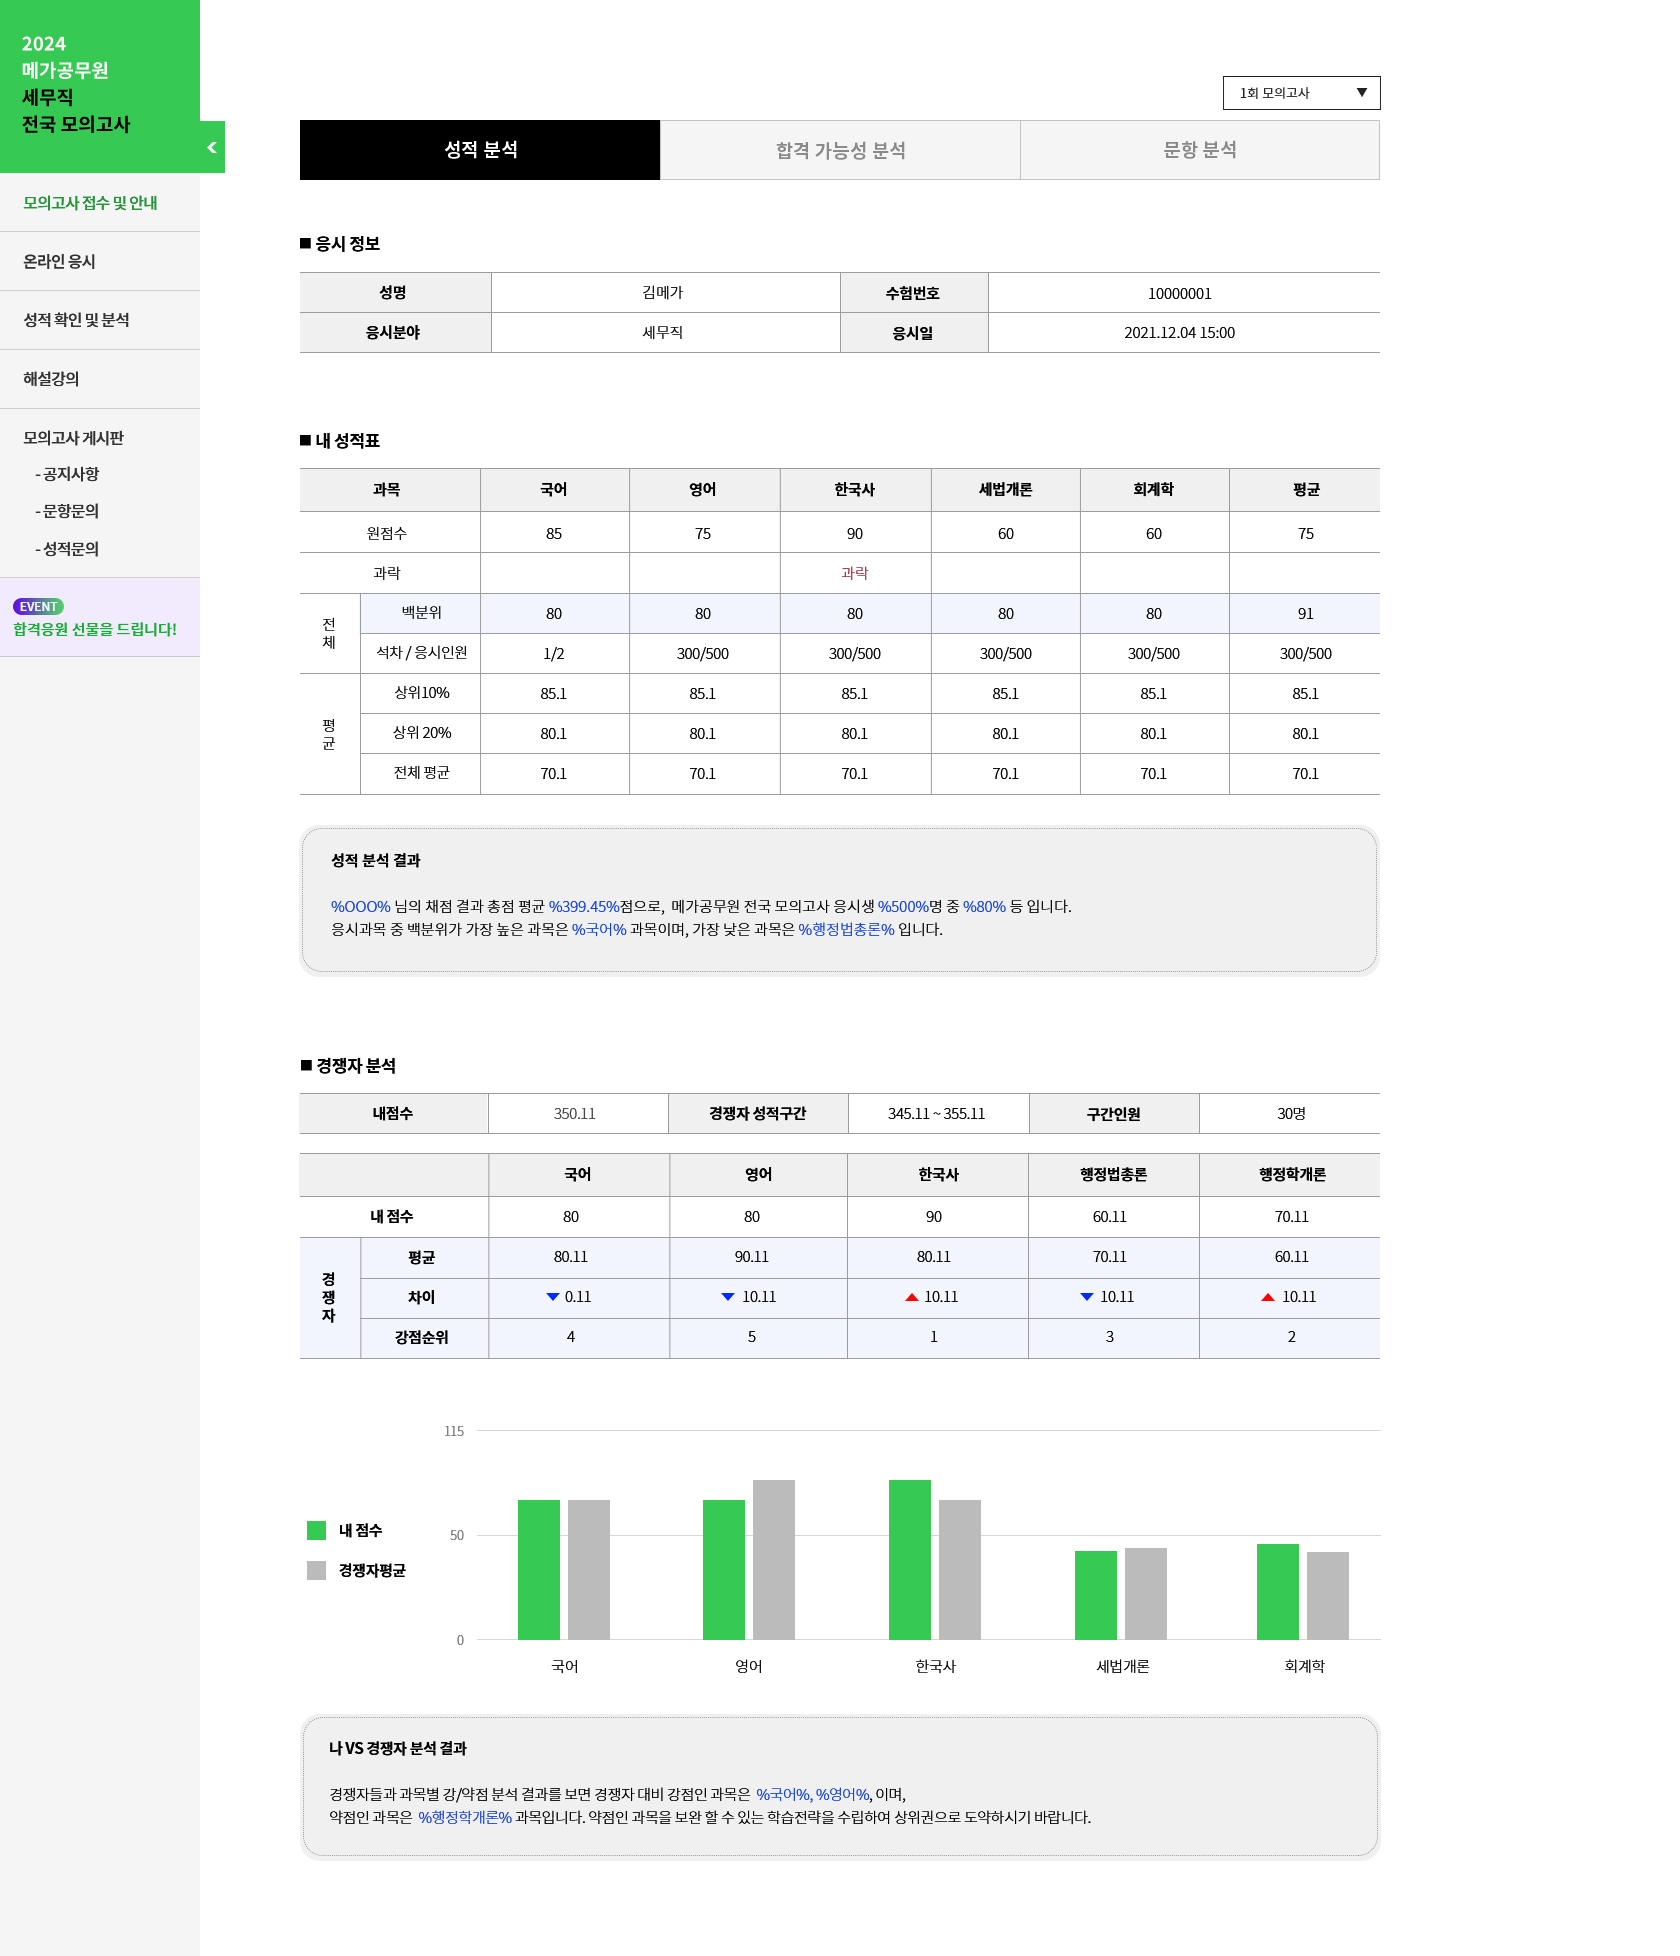 2024
메가공무원
세무직
전국 모의고사
모의고사 접수 및 안내
온라인 응시
성적 확인 및 분석
해설강의
모의고사 게시판
- 공지사항
- 문항문의
- 성적문의
EVENT
합격응원 선물을 드립니다!
1회 모의고사 ▼
성적 분석 합격 가능성 분석 문항 분석
■ 응시 정보
성명 김메가 수험번호 10000001
응시분야 세무직 응시일 2021.12.04 15:00
■ 내 성적표
과목 국어 영어 한국사 세법개론 회계학 평균
원점수 85 75 90 60 60 75
과락 과락
전체 백분위 80 80 80 80 80 91
석차 / 응시인원 1/2 300/500 300/500 300/500 300/500 300/500
평균 상위10% 85.1 85.1 85.1 85.1 85.1 85.1
상위 20% 80.1 80.1 80.1 80.1 80.1 80.1
전체 평균 70.1 70.1 70.1 70.1 70.1 70.1
성적 분석 결과
%OOO% 님의 채점 결과 총점 평균 %399.45%점으로, 메가공무원 전국 모의고사 응시생 %500%명 중 %80% 등 입니다.
응시과목 중 백분위가 가장 높은 과목은 %국어% 과목이며, 가장 낮은 과목은 %행정법총론% 입니다.
■ 경쟁자 분석
내점수 350.11 경쟁자 성적구간 345.11 ~ 355.11 구간인원 30명
국어 영어 한국사 행정법총론 행정학개론
내 점수 80 80 90 60.11 70.11
경쟁자 평균 80.11 90.11 80.11 70.11 60.11
차이 ▼ 0.11 ▼ 10.11 ▲ 10.11 ▼ 10.11 ▲ 10.11
강점순위 4 5 1 3 2
115
50
0
내 점수
경쟁자평균
국어 영어 한국사 세법개론 회계학
나 VS 경쟁자 분석 결과
경쟁자들과 과목별 강/약점 분석 결과를 보면 경쟁자 대비 강점인 과목은 %국어%, %영어%, 이며,
약점인 과목은 %행정학개론% 과목입니다. 약점인 과목을 보완 할 수 있는 학습전략을 수립하여 상위권으로 도약하시기 바랍니다.